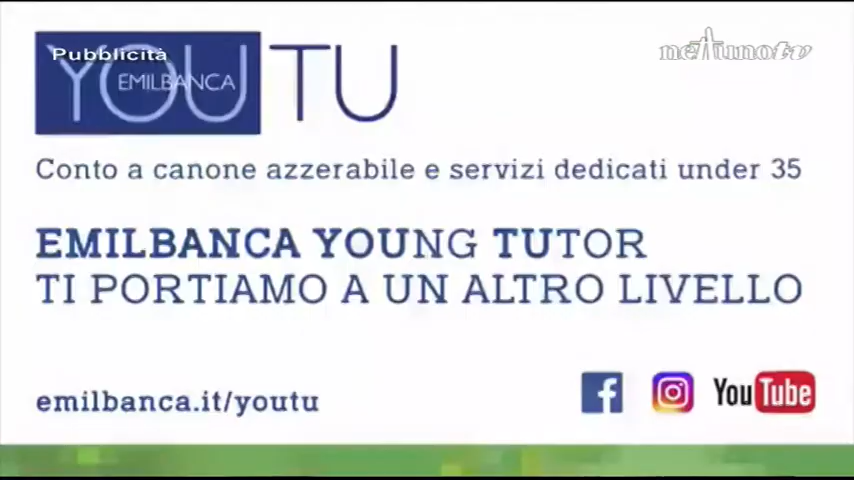 Pubblicità
nettunotv
YOU TU
EMILBANCA
Conto a canone azzerabile e servizi dedicati under 35
EMILBANCA YOUNG TUTOR
TI PORTIAMO A UN ALTRO LIVELLO
emilbanca.it/youtu
YouTube